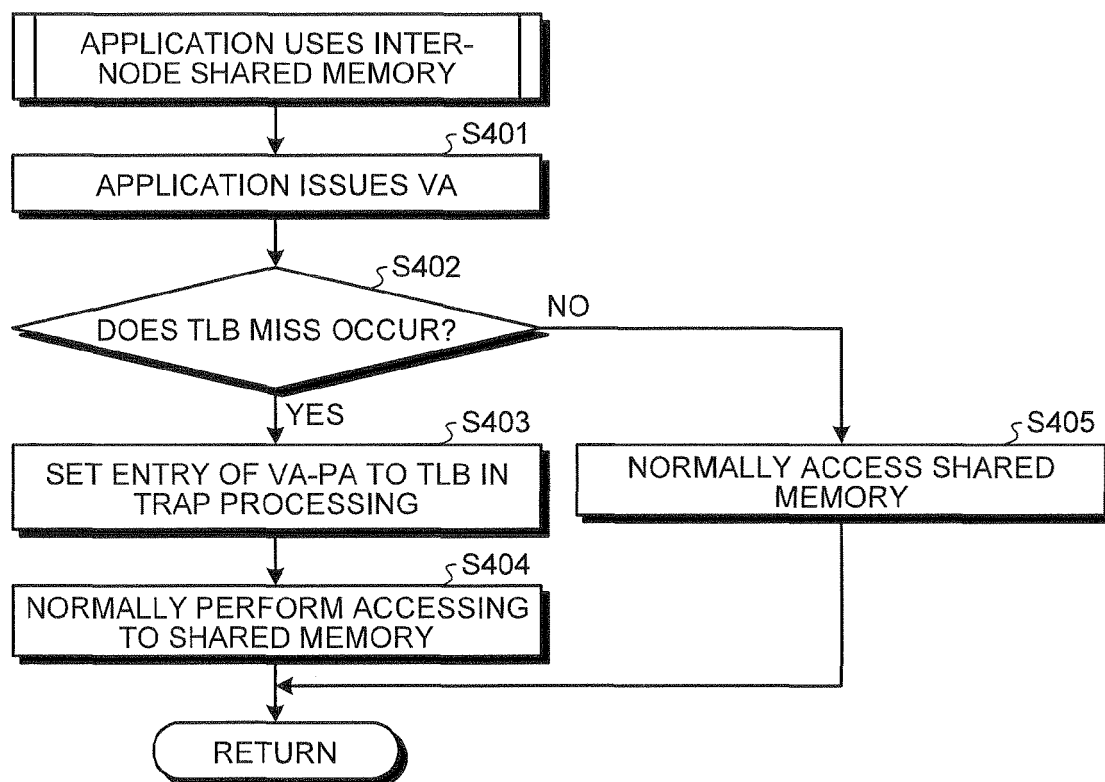 APPLICATION USES INTER-
NODE SHARED MEMORY
S401
APPLICATION ISSUES VA
S402
DOES TLB MISS OCCUR?
NO
YES
S403
SET ENTRY OF VA-PA TO TLB IN
TRAP PROCESSING
S405
NORMALLY ACCESS SHARED
MEMORY
S404
NORMALLY PERFORM ACCESSING
TO SHARED MEMORY
RETURN